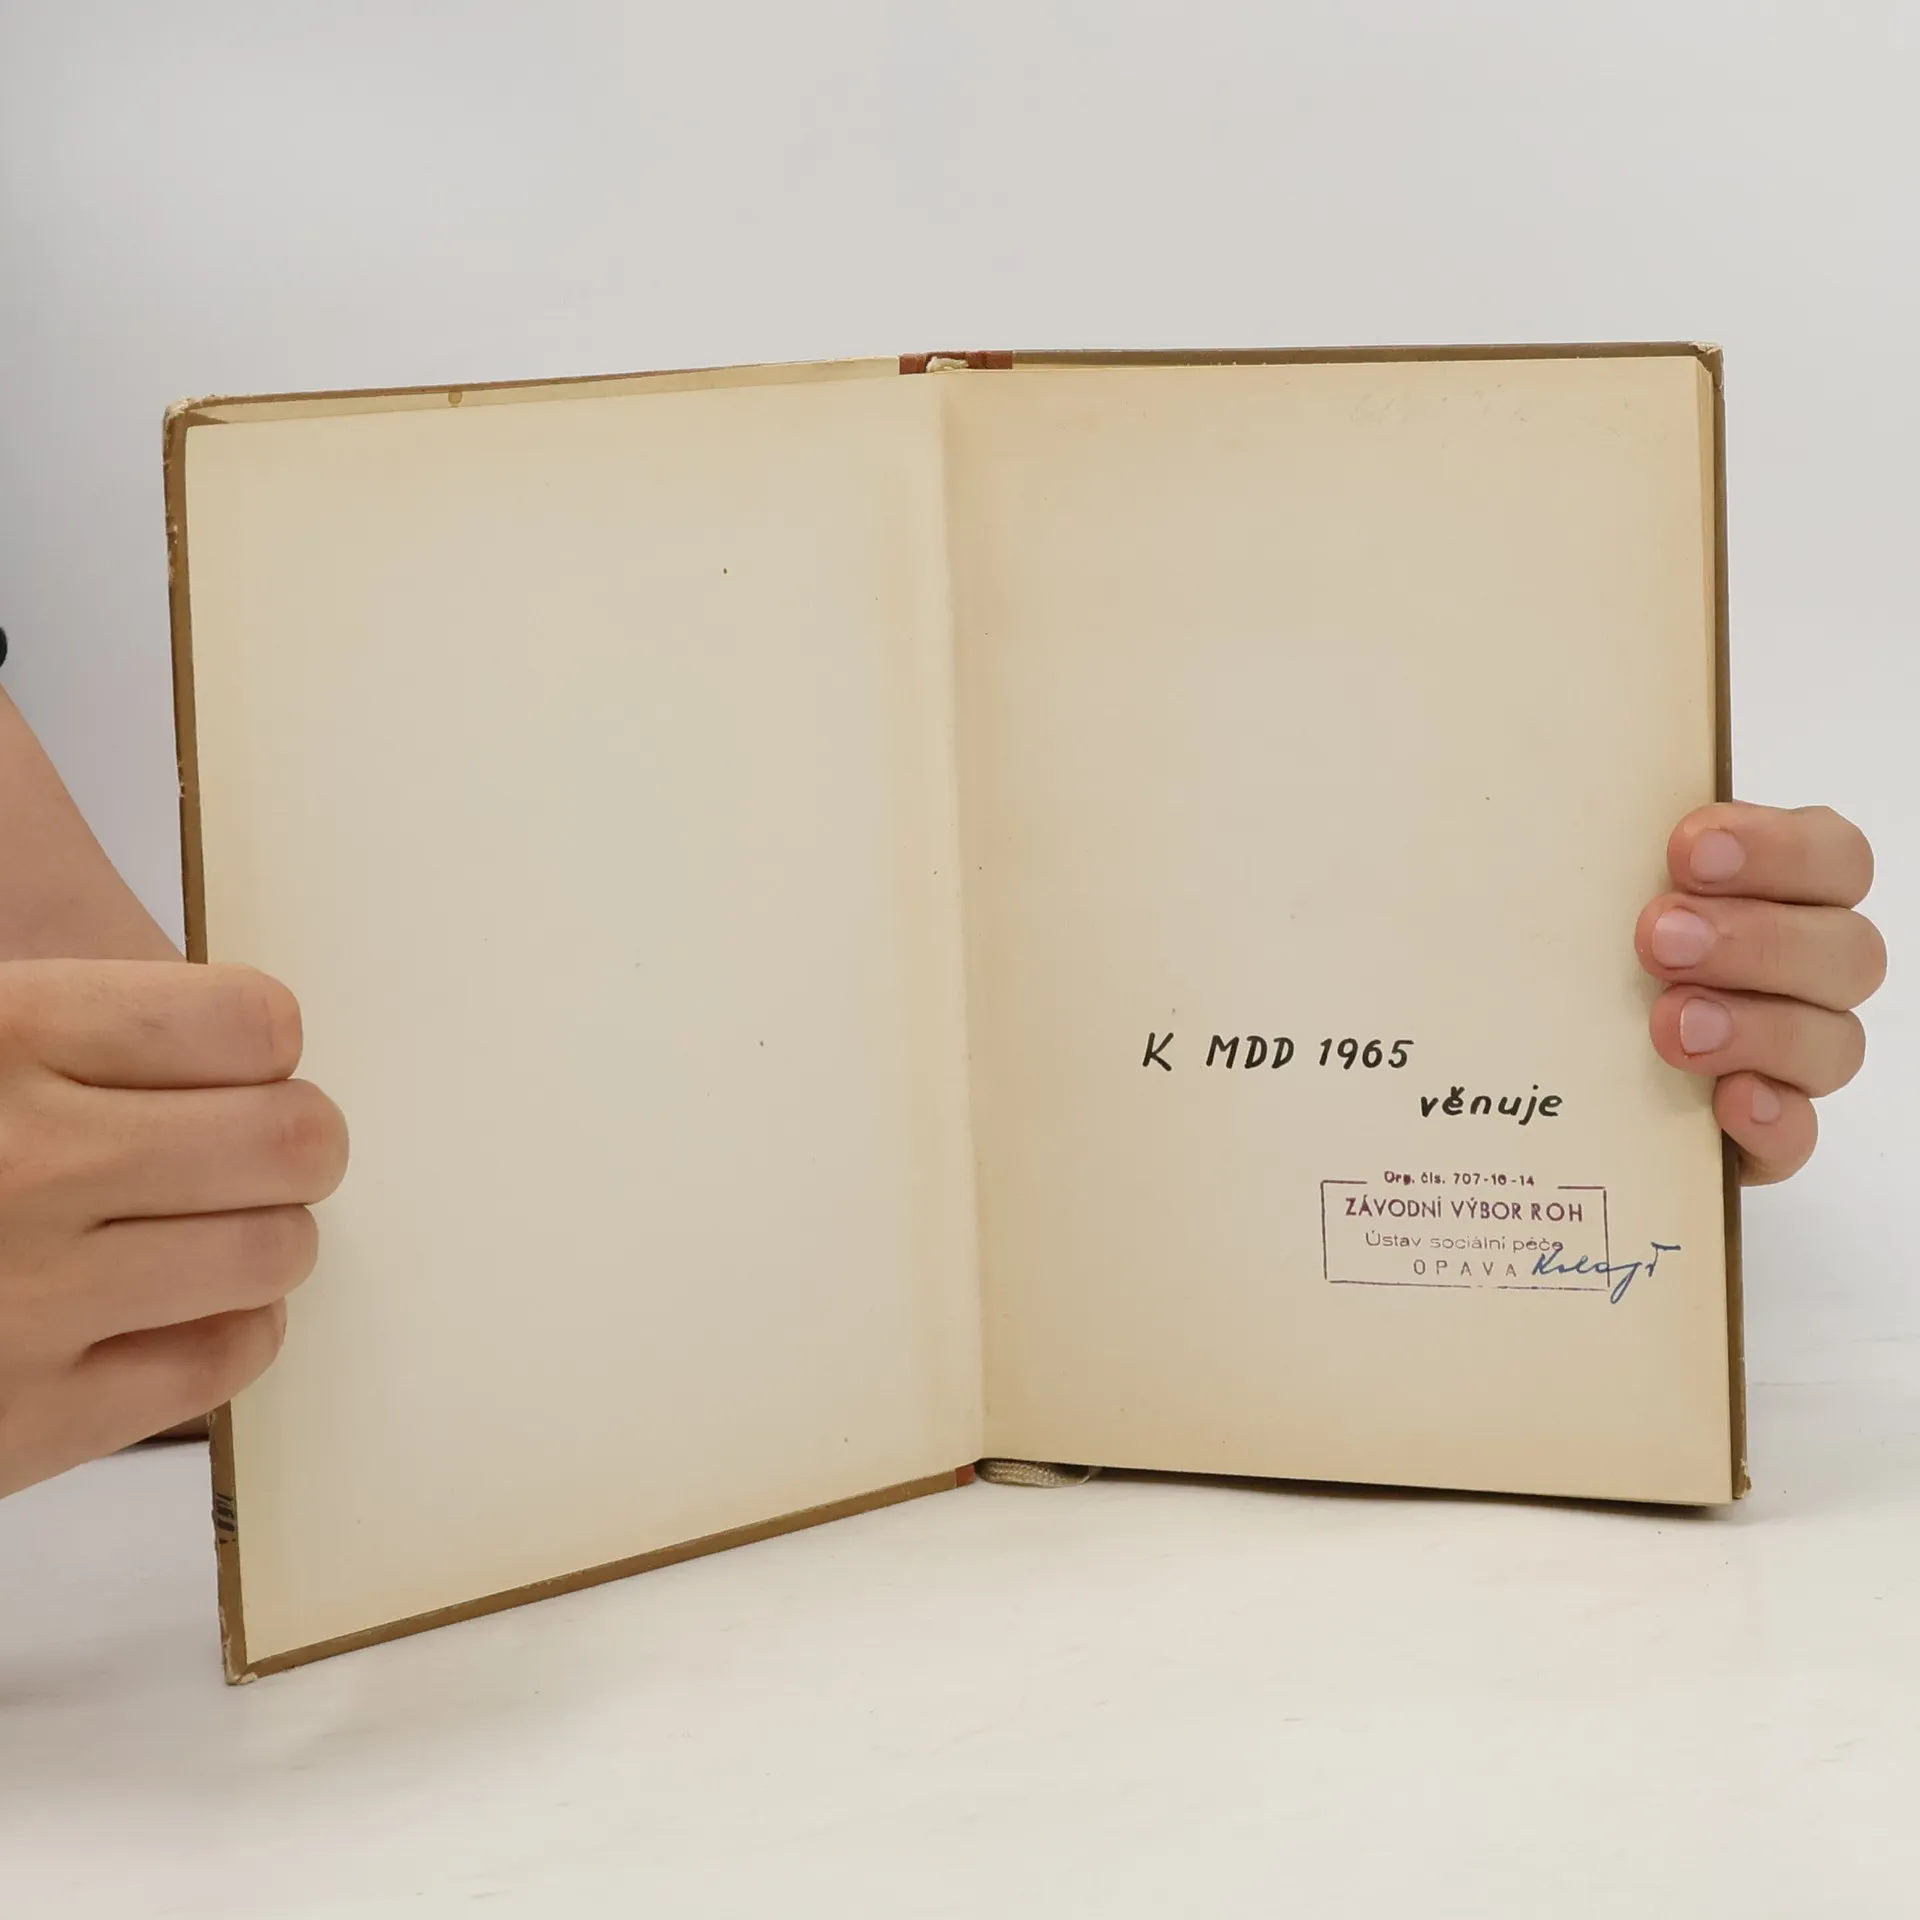 K MDD 1965
věnuje
Org. čís. 707-10-14
ZÁVODNÍ VÝBOR ROH
Ústav sociální péče
OPAVA